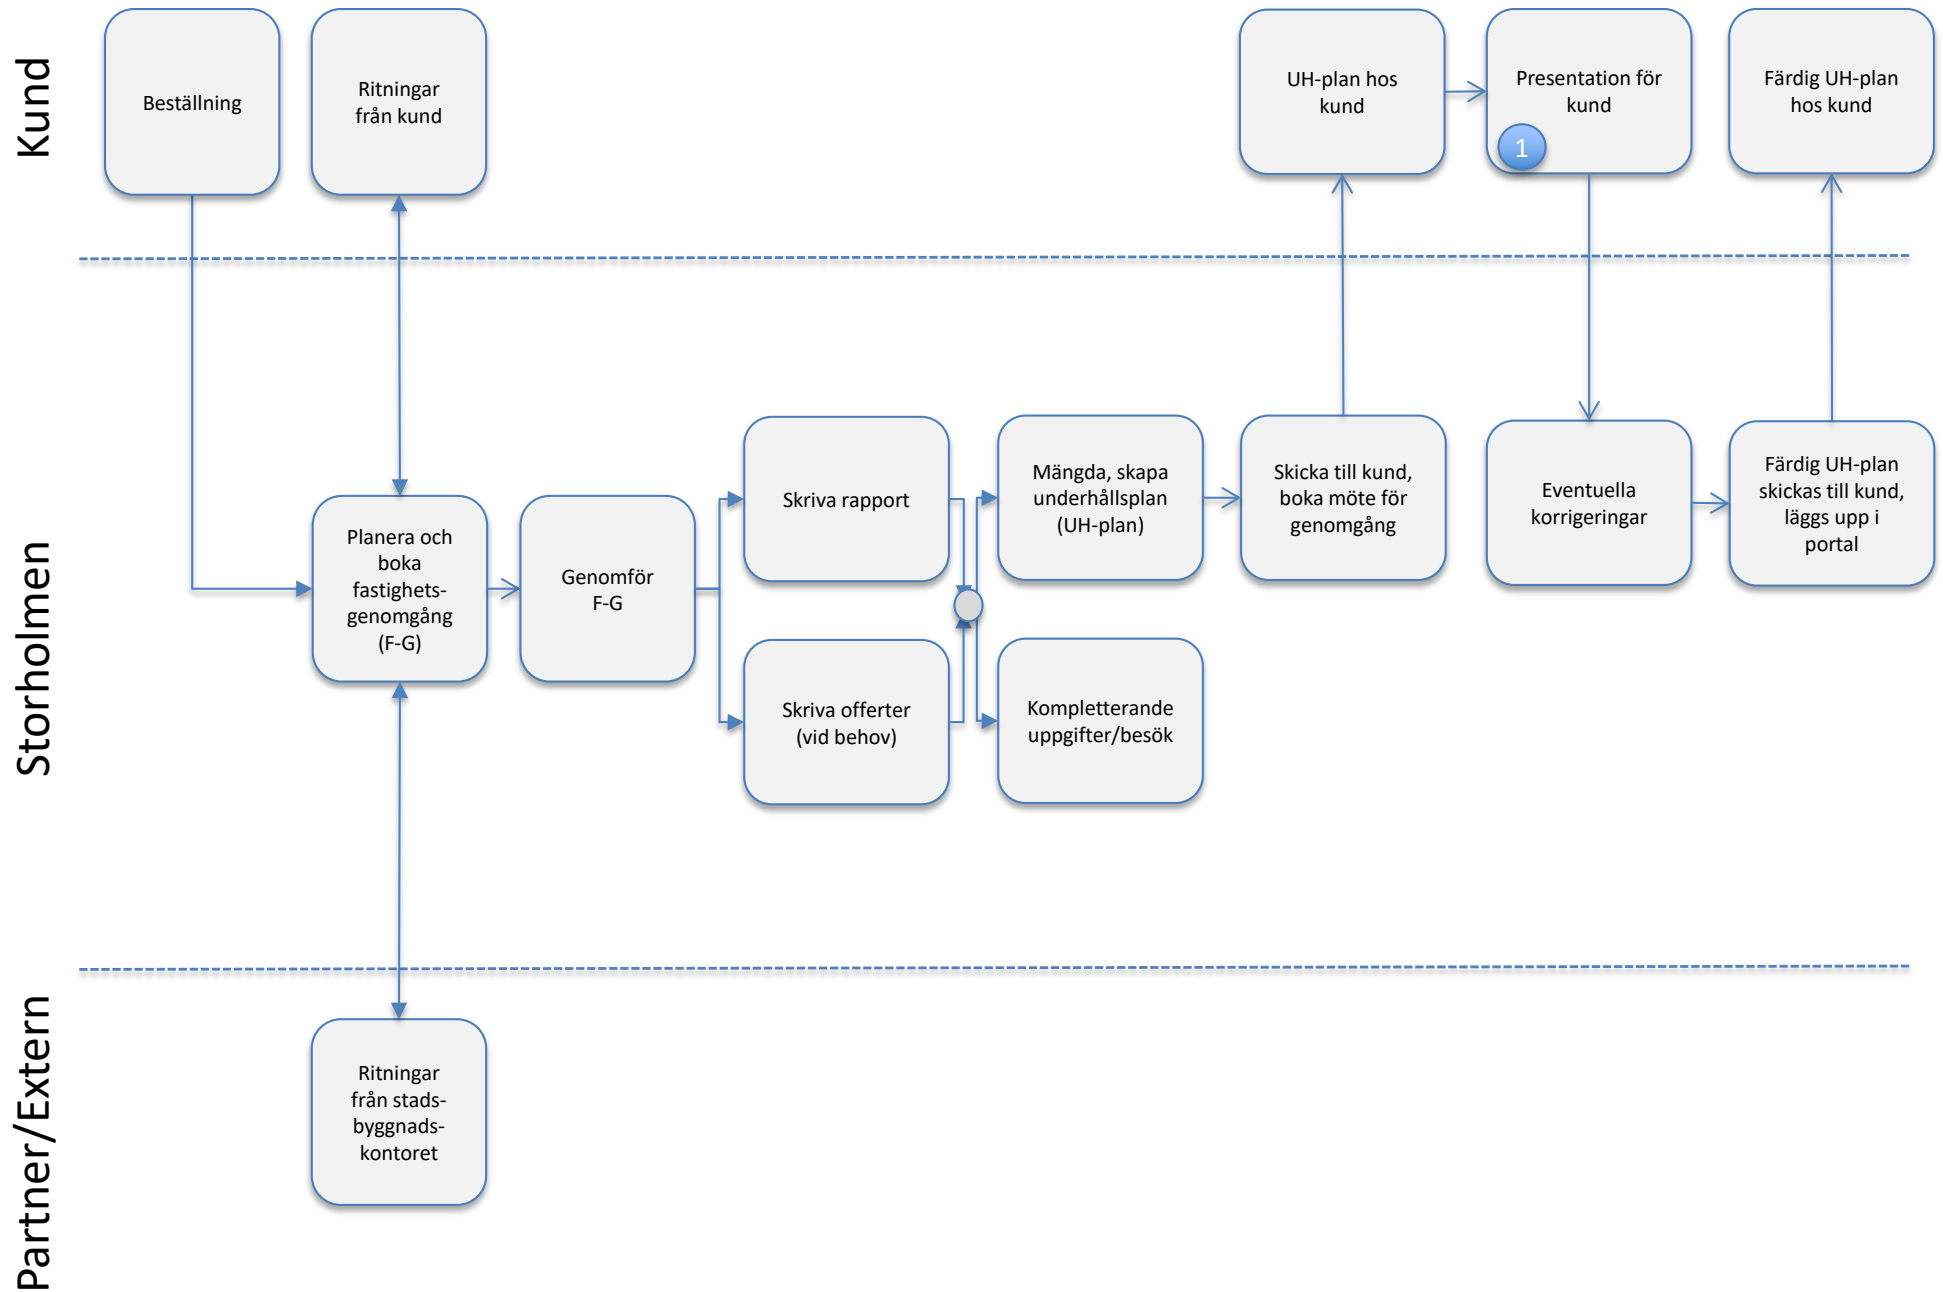 Kund
Beställning
Ritningar
från kund
UH-plan hos
kund
Presentation för
kund
1
Färdig UH-plan
hos kund
Storholmen
Planera och
boka
fastighets-
genomgång
(F-G)
Genomför
F-G
Skriva rapport
Skriva offerter
(vid behov)
Mängda, skapa
underhållsplan
(UH-plan)
Kompletterande
uppgifter/besök
Skicka till kund,
boka möte för
genomgång
Eventuella
korrigeringar
Färdig UH-plan
skickas till kund,
läggs upp i
portal
Partner/Extern
Ritningar
från stads-
byggnads-
kontoret